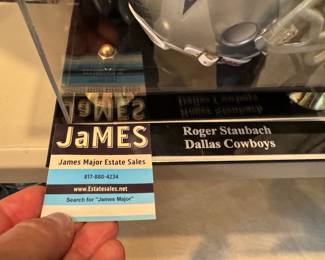 JaMES
James Major Estate Sales
817-880-4234
www.Estatesales.net
Search for "James Major"
Roger Staubach
Dallas Cowboys